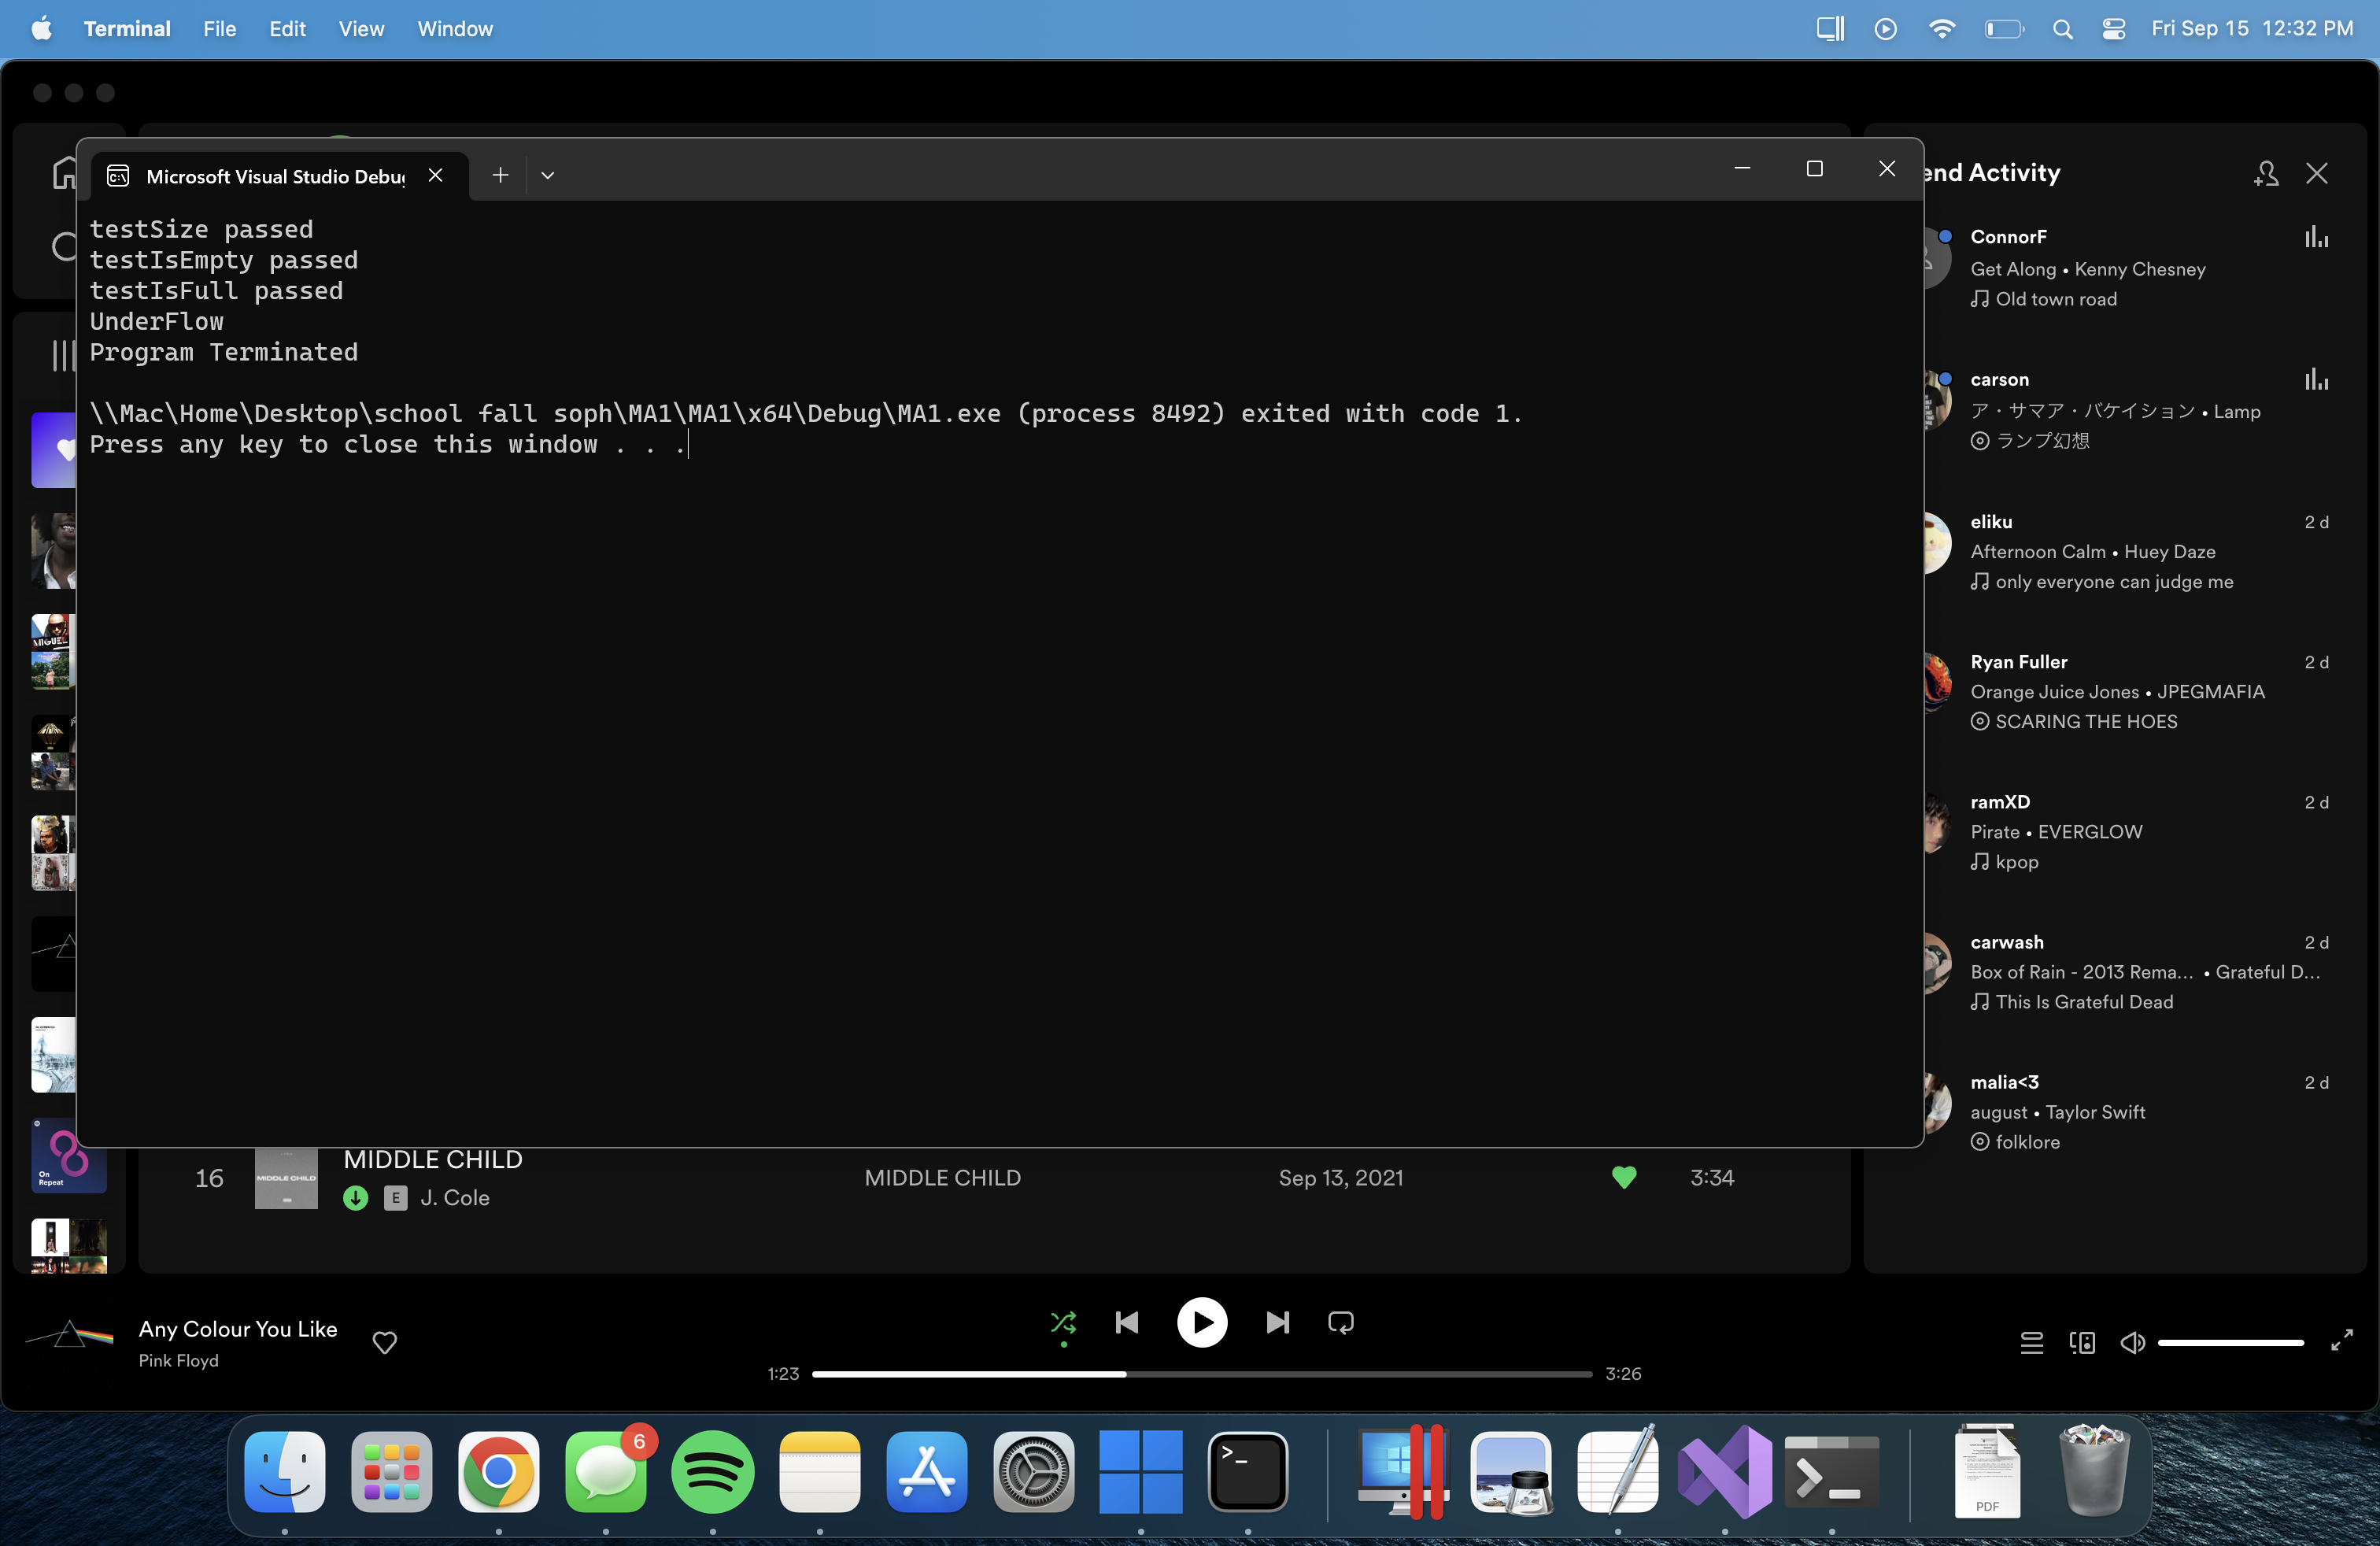 Terminal File Edit View Window
Fri Sep 15 12:32 PM
Microsoft Visual Studio Debug
testSize passed
testIsEmpty passed
testIsFull passed
UnderFlow
Program Terminated
\\Mac\Home\Desktop\school fall soph\MA1\MA1\x64\Debug\MA1.exe (process 8492) exited with code 1.
Press any key to close this window . . .
end Activity
ConnorF
Get Along • Kenny Chesney
Old town road
carson
ア・サマア・バケイション • Lamp
ランプ幻想
eliku 2 d
Afternoon Calm • Huey Daze
only everyone can judge me
Ryan Fuller 2 d
Orange Juice Jones • JPEGMAFIA
SCARING THE HOES
ramXD 2 d
Pirate • EVERGLOW
kpop
carwash 2 d
Box of Rain - 2013 Rema... • Grateful D...
This Is Grateful Dead
malia<3 2 d
august • Taylor Swift
folklore
MIGUEL
On
Repeat
16 MIDDLE CHILD MIDDLE CHILD MIDDLE CHILD Sep 13, 2021 3:34
E J. Cole
Any Colour You Like
Pink Floyd
1:23 3:26
6
PDF